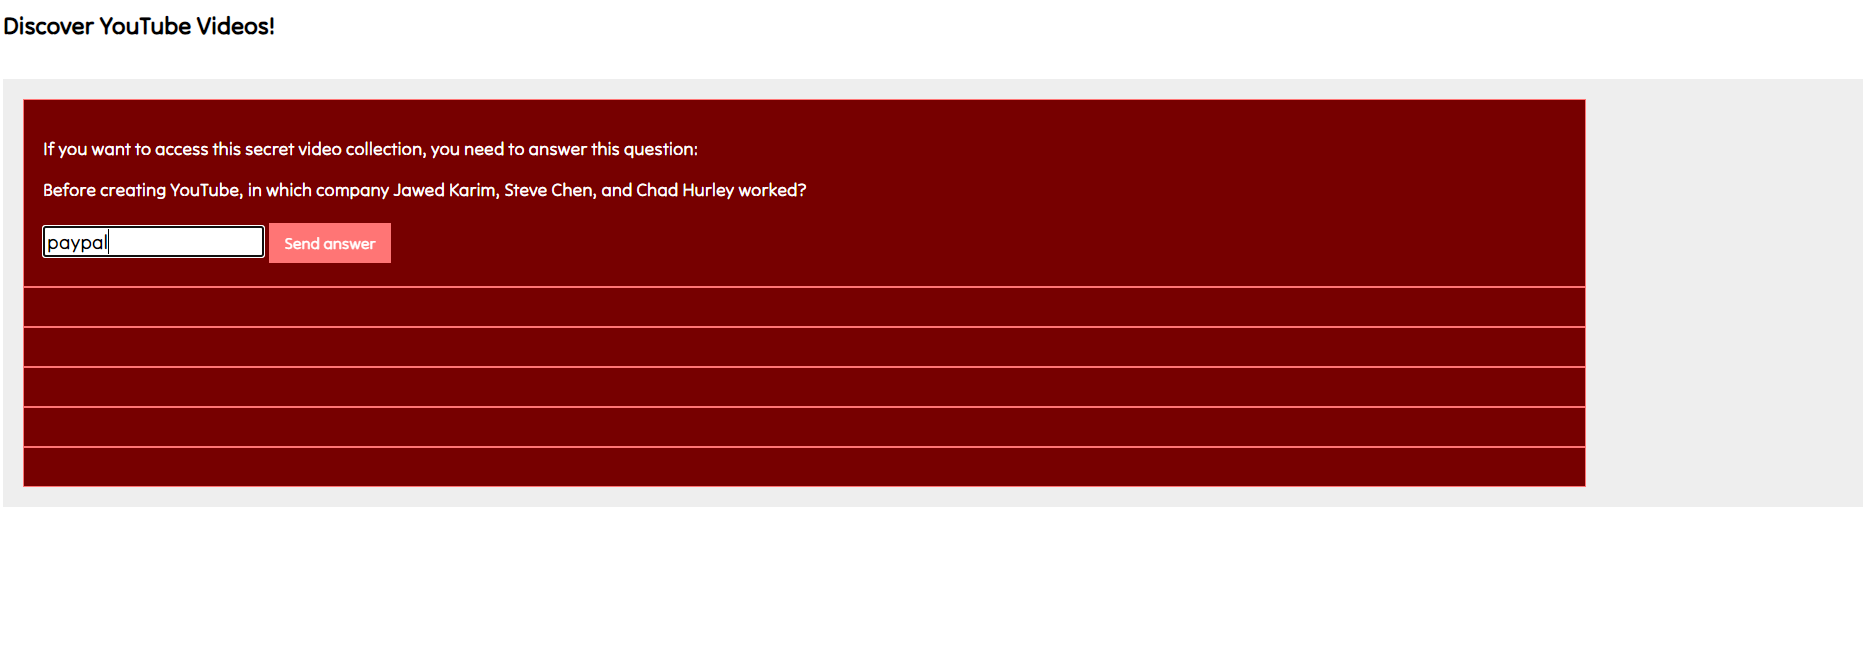 Discover YouTube Videos!
If you want to access this secret video collection, you need to answer this question:
Before creating YouTube, in which company Jawed Karim, Steve Chen, and Chad Hurley worked?
paypal Send answer